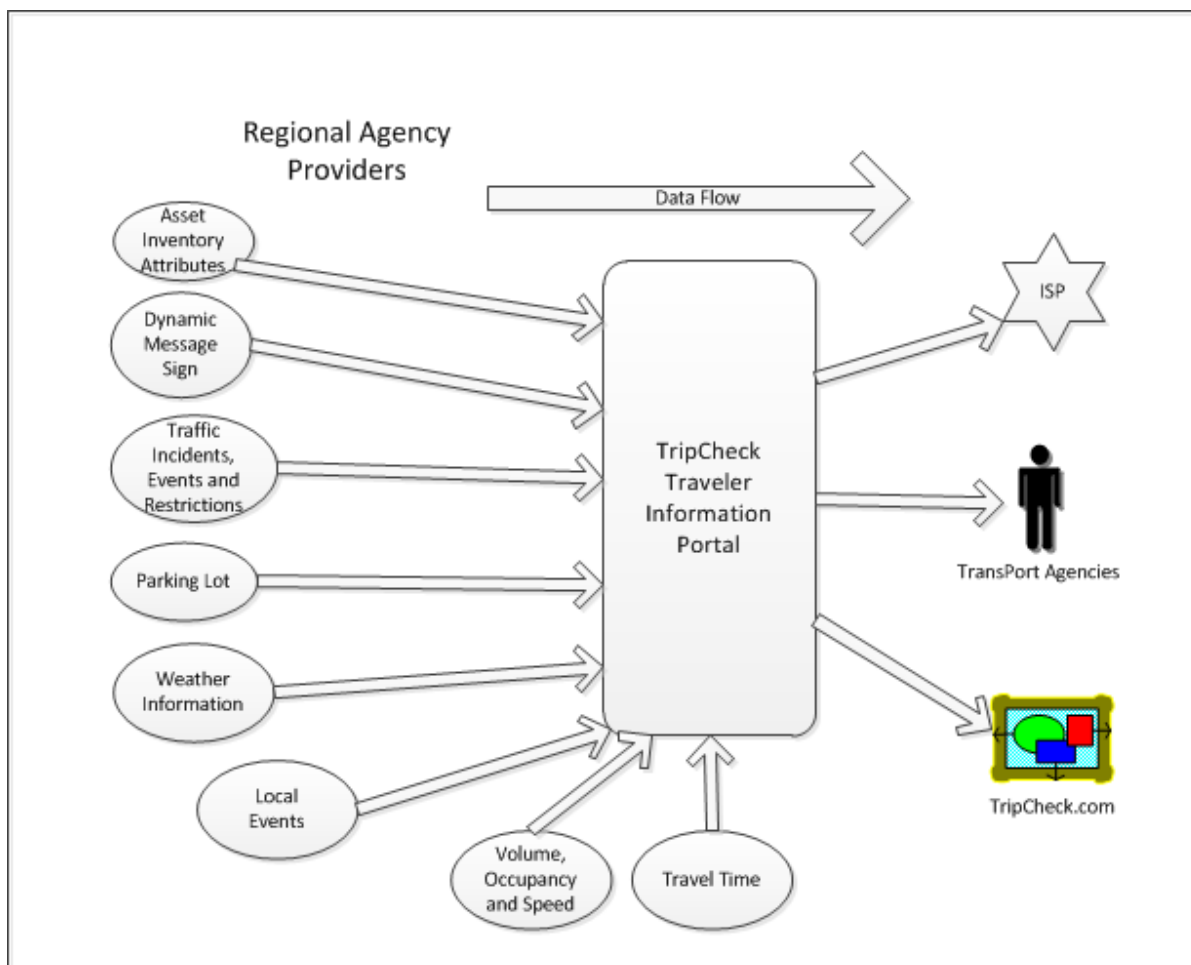 Regional Agency
Providers
Data Flow
Asset
Inventory
Attributes
ISP
Dynamic
Message
Sign
Traffic
Incidents,
Events and
Restrictions
TripCheck
Traveler
Information
Portal
TransPort Agencies
Parking Lot
Weather
Information
Local
Events
TripCheck.com
Volume,
Occupancy
and Speed
Travel Time